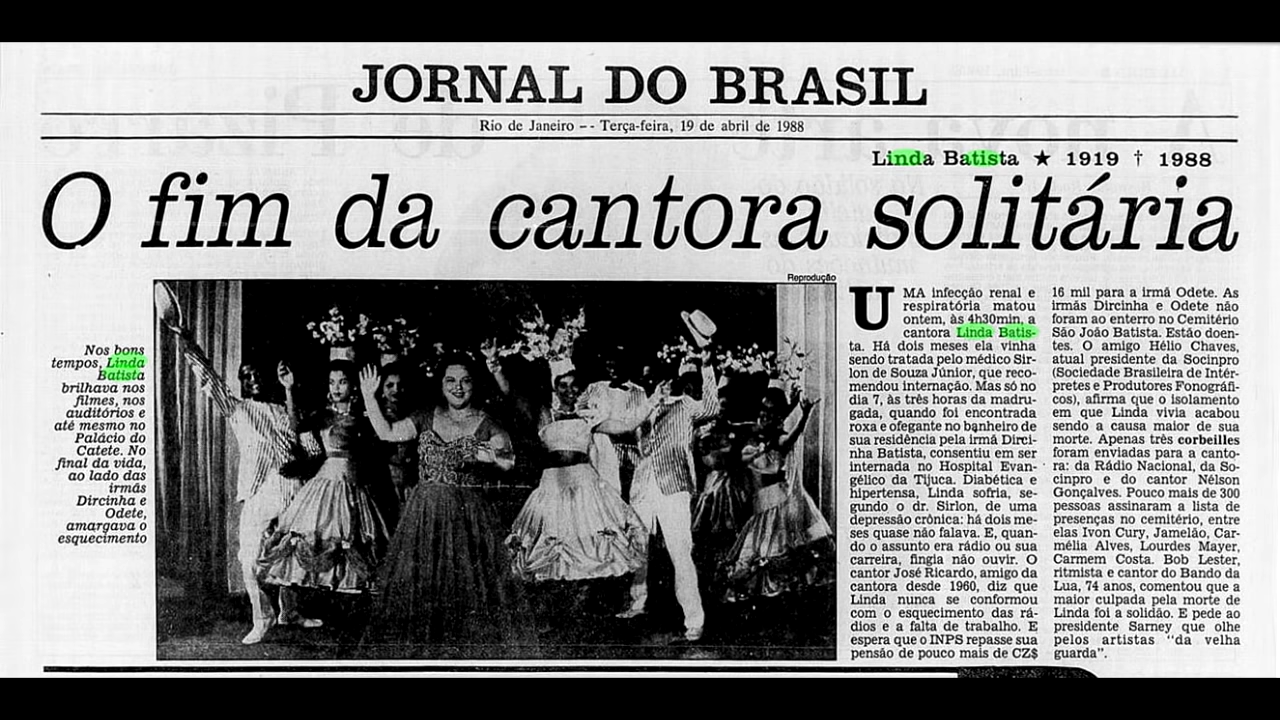 JORNAL DO BRASIL
Rio de Janeiro -- Terça-feira, 19 de abril de 1988
Linda Batista ★ 1919 † 1988
O fim da cantora solitária
Reprodução
Nos bons
tempos, Linda
Batista
brilhava nos
filmes, nos
auditórios e
até mesmo no
Palácio do
Catete. No
final da vida,
ao lado das
irmãs
Dircinha e
Odete,
amargava o
esquecimento
UMA infecção renal e
respiratória matou
ontem, às 4h30min, a
cantora Linda Batis-
ta. Há dois meses ela vinha
sendo tratada pelo médico Sir-
lon de Souza Júnior, que reco-
mendou internação. Mas só no
dia 7, às três horas da madru-
gada, quando foi encontrada
roxa e ofegante no banheiro de
sua residência pela irmã Dirci-
nha Batista, consentiu em ser
internada no Hospital Evan-
gélico da Tijuca. Diabética e
hipertensa, Linda sofria, se-
gundo o dr. Sirlon, de uma
depressão crônica: há dois me-
ses quase não falava. E, quan-
do o assunto era rádio ou sua
carreira, fingia não ouvir. O
cantor José Ricardo, amigo da
cantora desde 1960, diz que
Linda nunca se conformou
com o esquecimento das rá-
dios e a falta de trabalho. E
espera que o INPS repasse sua
pensão de pouco mais de CZ$
16 mil para a irmã Odete. As
irmãs Dircinha e Odete não
foram ao enterro no Cemitério
São João Batista. Estão doen-
tes. O amigo Hélio Chaves,
atual presidente da Socinpro
(Sociedade Brasileira de Intér-
pretes e Produtores Fonográfi-
cos), afirma que o isolamento
em que Linda vivia acabou
sendo a causa maior de sua
morte. Apenas três corbeilles
foram enviadas para a canto-
ra: da Rádio Nacional, da So-
cinpro e do cantor Nélson
Gonçalves. Pouco mais de 300
pessoas assinaram a lista de
presenças no cemitério, entre
elas Ivon Cury, Jamelão, Car-
mélia Alves, Lourdes Mayer,
Carmem Costa. Bob Lester,
ritmista e cantor do Bando da
Lua, 74 anos, comentou que a
maior culpada pela morte de
Linda foi a solidão. E pede ao
presidente Sarney que olhe
pelos artistas "da velha
guarda".